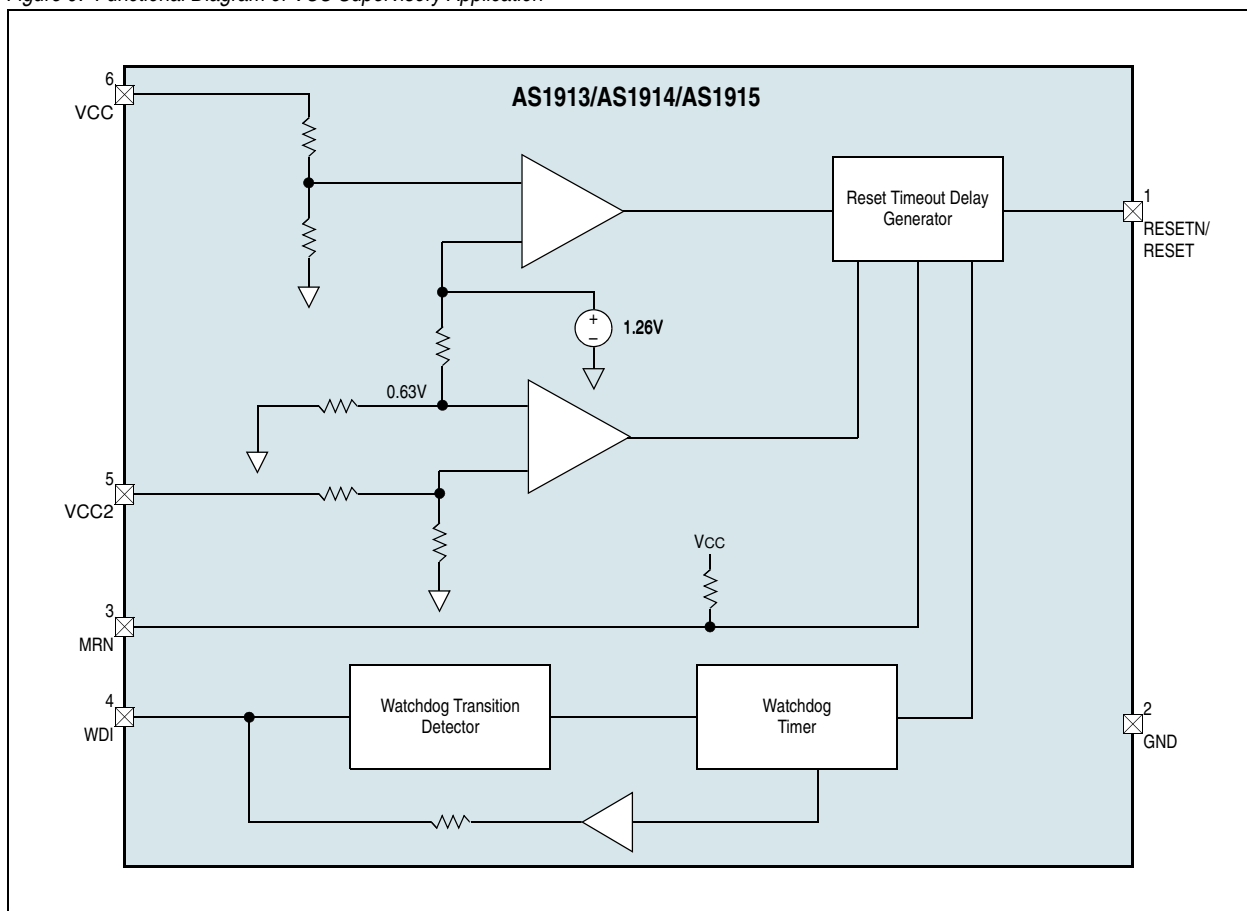 Figure Functional Diagram of VCC Supervisory Application
AS1913/AS1914/AS1915
6
VCC
Reset Timeout Delay
Generator
1
RESETN/
RESET
+
−
1.26V
0.63V
5
VCC2
VCC
3
MRN
4
WDI
Watchdog Transition
Detector
Watchdog
Timer
2
GND